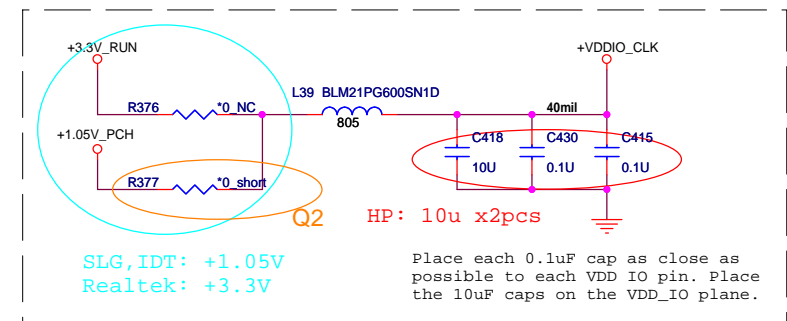 +3.3V_RUN
+VDDIO_CLK
L39 BLM21PG600SN1D
R376 *0_NC
805
40mil
+1.05V_PCH
C418 C430 C415
R377 *0_short
10U 0.1U 0.1U
Q2
HP: 10u x2pcs
SLG,IDT: +1.05V
Realtek: +3.3V
Place each 0.1uF cap as close as
possible to each VDD IO pin. Place
the 10uF caps on the VDD_IO plane.